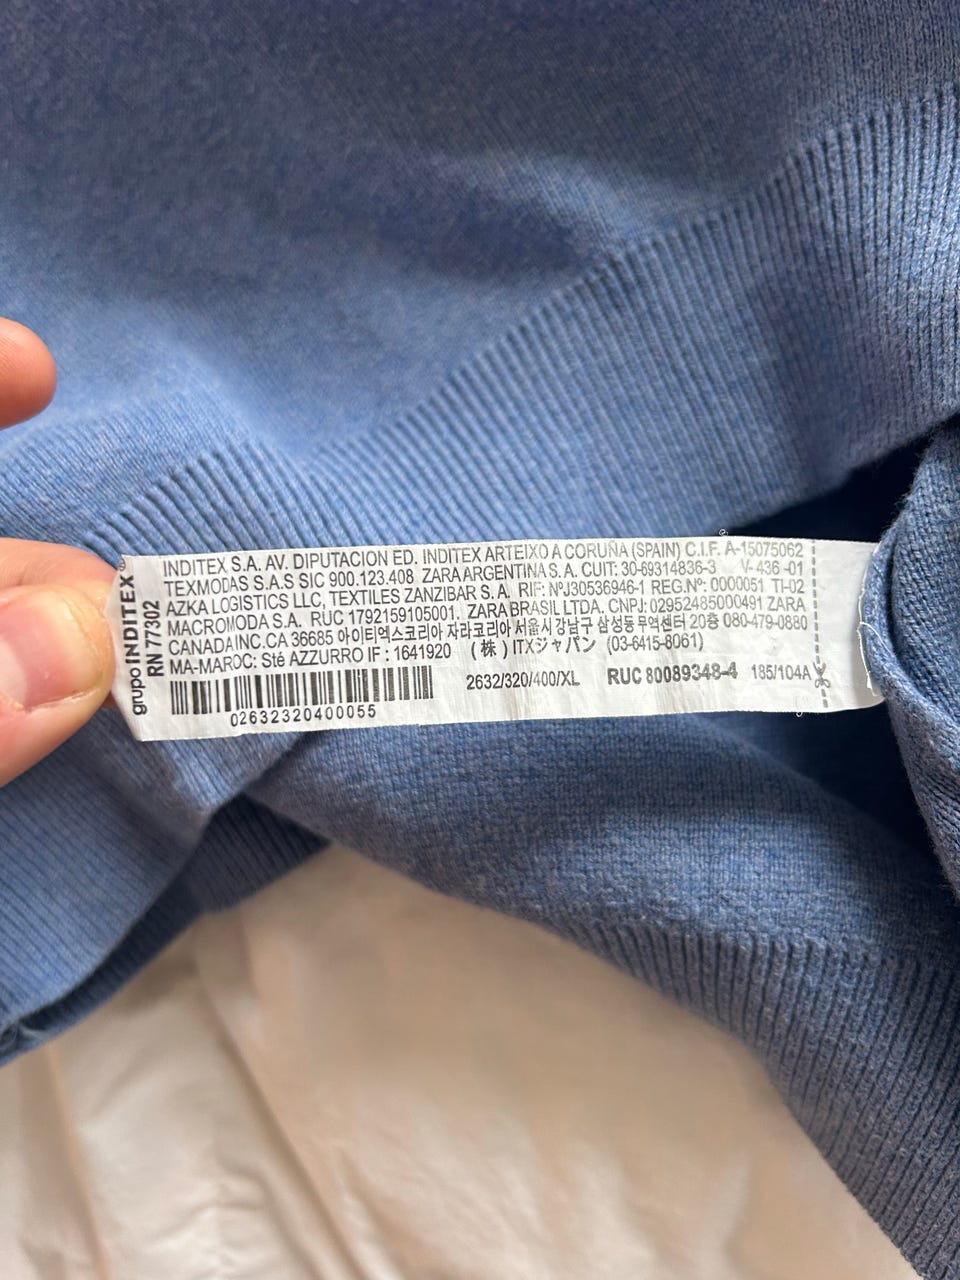 grupo INDITEX®
RN 77302
INDITEX S.A. AV. DIPUTACION ED. INDITEX ARTEIXO A CORUÑA (SPAIN) C.I.F. A-15075062
TEXMODAS S.A.S SIC 900.123.408 ZARA ARGENTINA S.A. CUIT: 30-69314836-3 V- 436 -01
AZKA LOGISTICS LLC, TEXTILES ZANZIBAR S.A. RIF: NºJ30536946-1 REG.Nº: 0000051 TI-02
MACROMODA S.A. RUC 1792159105001. ZARA BRASIL LTDA. CNPJ: 02952485000491 ZARA
CANADA INC. CA 36685 아이티엑스코리아 자라코리아 서울시 강남구 삼성동 무역센터 20층 080-479-0880
MA-MAROC: Sté AZZURRO IF : 1641920 (株) ITXジャパン (03-6415-8061)
2632/320/400/XL RUC 80089348-4 185/104A
02632320400055